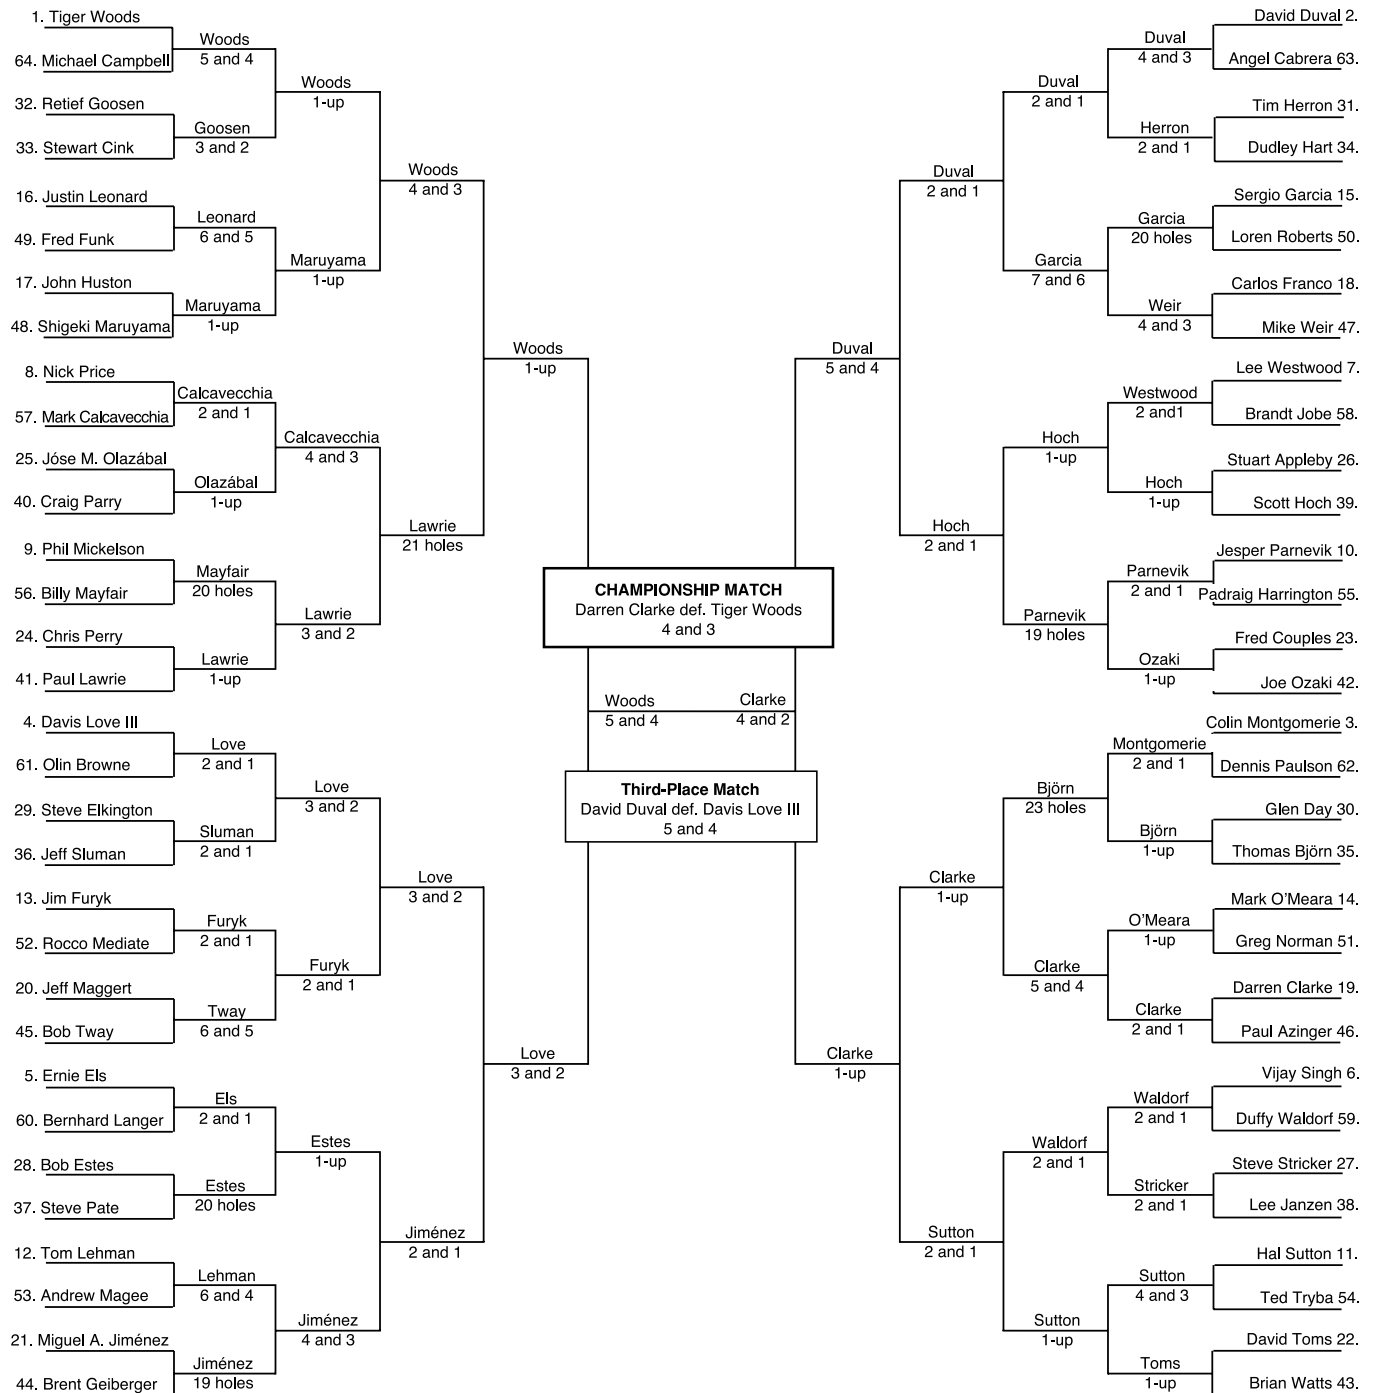 1. Tiger Woods
64. Michael Campbell
32. Retief Goosen
33. Stewart Cink
16. Justin Leonard
49. Fred Funk
17. John Huston
48. Shigeki Maruyama
8. Nick Price
57. Mark Calcavecchia
25. Jóse M. Olazábal
40. Craig Parry
9. Phil Mickelson
56. Billy Mayfair
24. Chris Perry
41. Paul Lawrie
4. Davis Love III
61. Olin Browne
29. Steve Elkington
36. Jeff Sluman
13. Jim Furyk
52. Rocco Mediate
20. Jeff Maggert
45. Bob Tway
5. Ernie Els
60. Bernhard Langer
28. Bob Estes
37. Steve Pate
12. Tom Lehman
53. Andrew Magee
21. Miguel A. Jiménez
44. Brent Geiberger
Woods
5 and 4
Goosen
3 and 2
Leonard
6 and 5
Maruyama
1-up
Calcavecchia
2 and 1
Olazábal
1-up
Mayfair
20 holes
Lawrie
1-up
Love
2 and 1
Sluman
2 and 1
Furyk
2 and 1
Tway
6 and 5
Els
2 and 1
Estes
20 holes
Lehman
6 and 4
Jiménez
19 holes
Woods
1-up
Maruyama
1-up
Calcavecchia
4 and 3
Lawrie
3 and 2
Love
3 and 2
Furyk
2 and 1
Estes
1-up
Jiménez
4 and 3
Woods
4 and 3
Lawrie
21 holes
Love
3 and 2
Jiménez
2 and 1
Woods
1-up
Love
3 and 2
CHAMPIONSHIP MATCH
Darren Clarke def. Tiger Woods
4 and 3
Woods
5 and 4
Clarke
4 and 2
Third-Place Match
David Duval def. Davis Love III
5 and 4
Duval
5 and 4
Clarke
1-up
Duval
2 and 1
Hoch
2 and 1
Clarke
1-up
Sutton
2 and 1
Duval
2 and 1
Garcia
7 and 6
Hoch
1-up
Parnevik
19 holes
Björn
23 holes
Clarke
5 and 4
Waldorf
2 and 1
Sutton
1-up
Duval
4 and 3
Herron
2 and 1
Garcia
20 holes
Weir
4 and 3
Westwood
2 and1
Hoch
1-up
Parnevik
2 and 1
Ozaki
1-up
Montgomerie
2 and 1
Björn
1-up
O’Meara
1-up
Clarke
2 and 1
Waldorf
2 and 1
Stricker
2 and 1
Sutton
4 and 3
Toms
1-up
David Duval 2.
Angel Cabrera 63.
Tim Herron 31.
Dudley Hart 34.
Sergio Garcia 15.
Loren Roberts 50.
Carlos Franco 18.
Mike Weir 47.
Lee Westwood 7.
Brandt Jobe 58.
Stuart Appleby 26.
Scott Hoch 39.
Jesper Parnevik 10.
Padraig Harrington 55.
Fred Couples 23.
Joe Ozaki 42.
Colin Montgomerie 3.
Dennis Paulson 62.
Glen Day 30.
Thomas Björn 35.
Mark O’Meara 14.
Greg Norman 51.
Darren Clarke 19.
Paul Azinger 46.
Vijay Singh 6.
Duffy Waldorf 59.
Steve Stricker 27.
Lee Janzen 38.
Hal Sutton 11.
Ted Tryba 54.
David Toms 22.
Brian Watts 43.